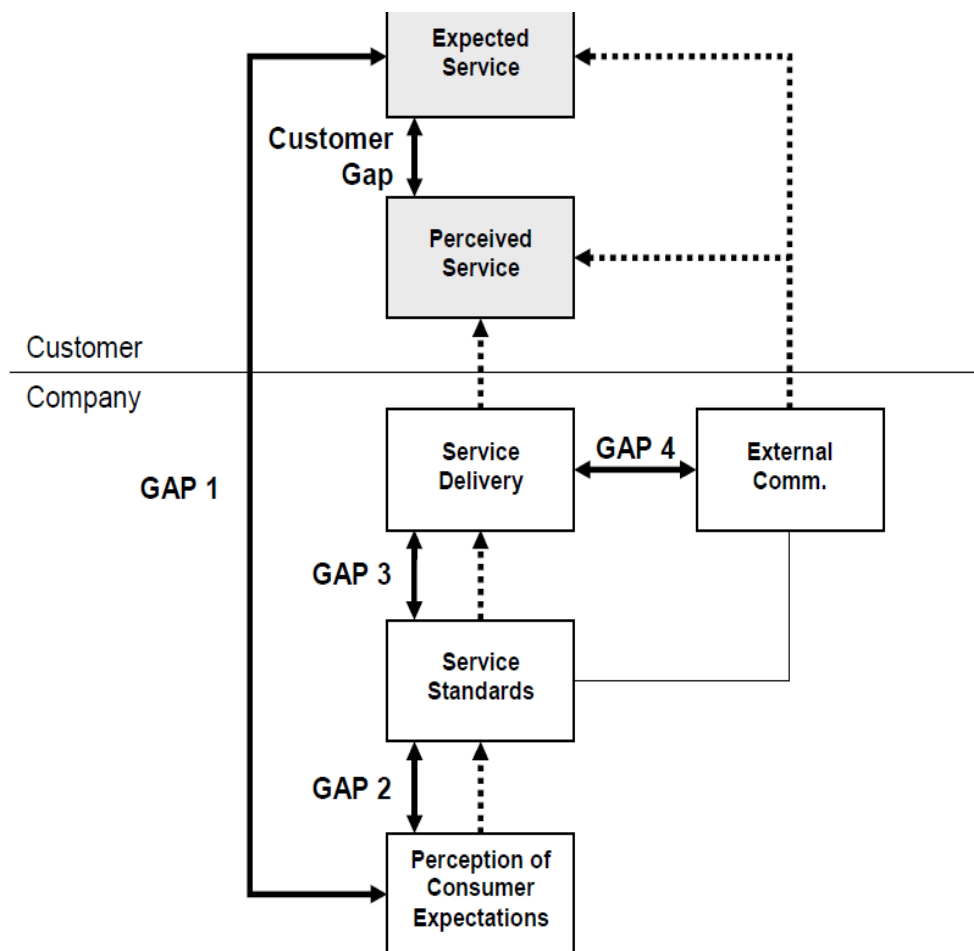 Expected
Service
Customer
Gap
Perceived
Service
Customer
Company
Service
Delivery
GAP 4
External
Comm.
GAP 1
GAP 3
Service
Standards
GAP 2
Perception of
Consumer
Expectations